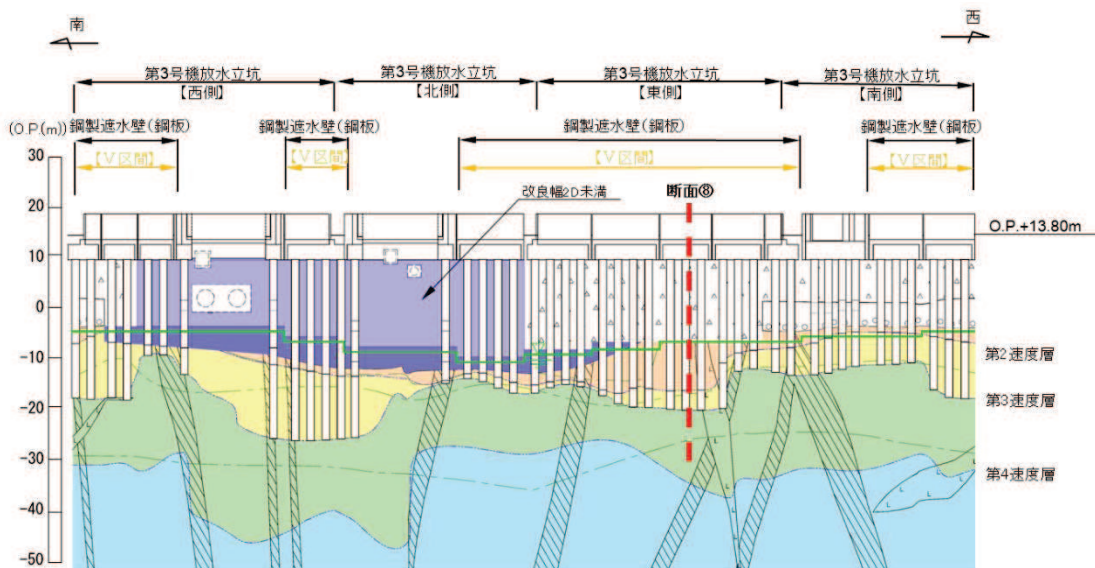 南
西
第3号機放水立坑
【西側】
第3号機放水立坑
【北側】
第3号機放水立坑
【東側】
第3号機放水立坑
【南側】
(O.P.(m))
鋼製遮水壁(鋼板)
鋼製遮水壁(鋼板)
鋼製遮水壁(鋼板)
鋼製遮水壁(鋼板)
【Ⅴ区間】
【Ⅴ区間】
【Ⅴ区間】
【Ⅴ区間】
改良幅2D未満
断面⑧
O.P.+13.80m
30
20
10
0
-10
-20
-30
-40
-50
第2速度層
第3速度層
第4速度層